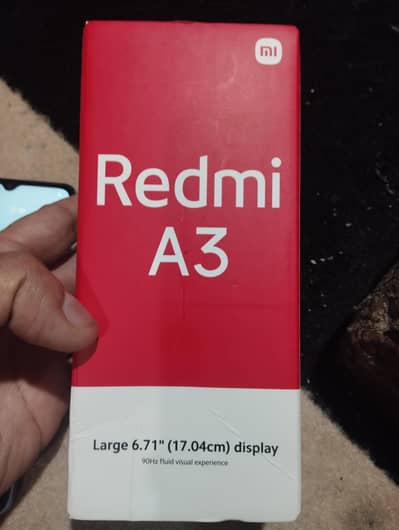 mi
Redmi
A3
Large 6.71" (17.04cm) display
90Hz fluid visual experience